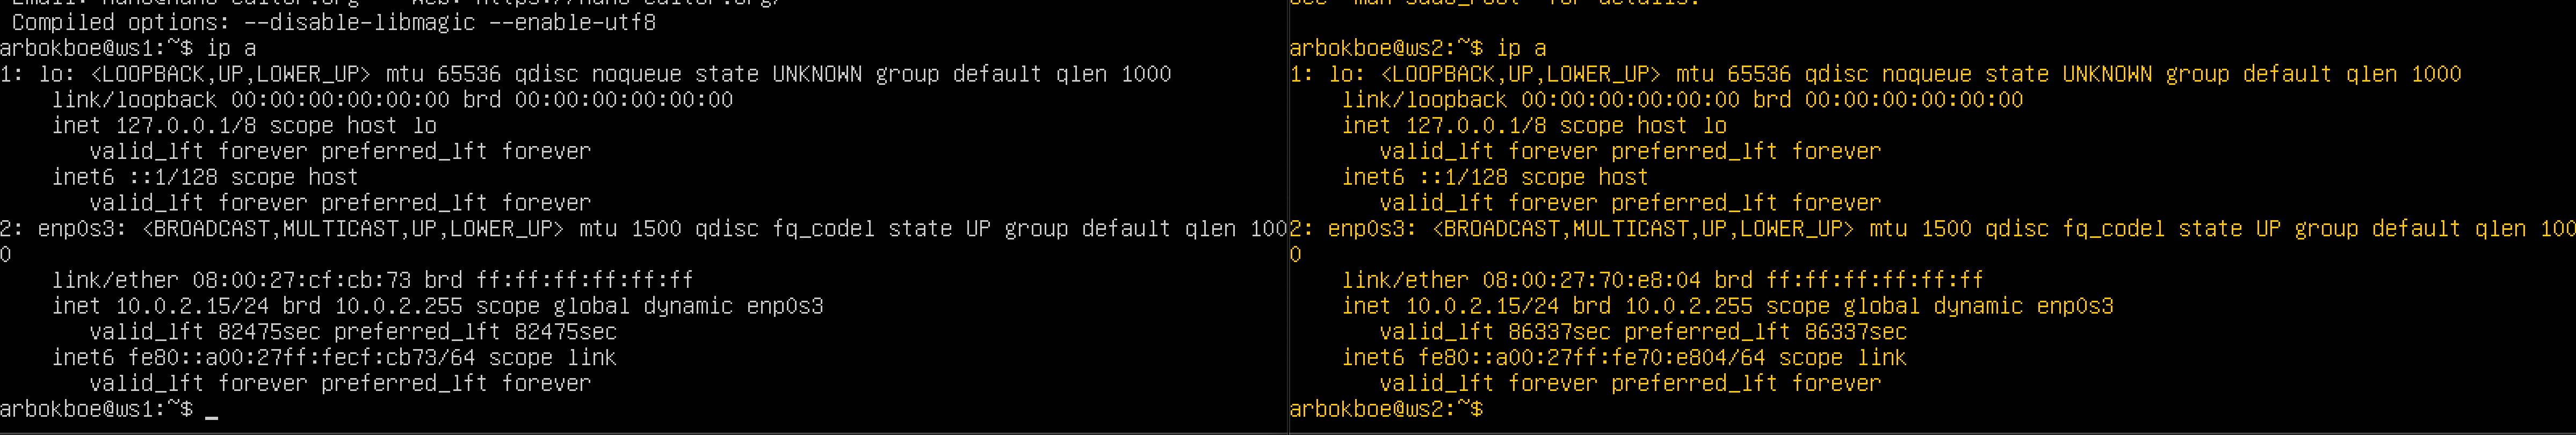 Compiled options: --disable-libmagic --enable-utf8
arbokboe@ws1:~$ ip a
1: lo: <LOOPBACK,UP,LOWER_UP> mtu 65536 qdisc noqueue state UNKNOWN group default qlen 1000
link/loopback 00:00:00:00:00:00 brd 00:00:00:00:00:00
inet 127.0.0.1/8 scope host lo
valid_lft forever preferred_lft forever
inet6 ::1/128 scope host
valid_lft forever preferred_lft forever
2: enp0s3: <BROADCAST,MULTICAST,UP,LOWER_UP> mtu 1500 qdisc fq_codel state UP group default qlen 100
0
link/ether 08:00:27:cf:cb:73 brd ff:ff:ff:ff:ff:ff
inet 10.0.2.15/24 brd 10.0.2.255 scope global dynamic enp0s3
valid_lft 82475sec preferred_lft 82475sec
inet6 fe80::a00:27ff:fecf:cb73/64 scope link
valid_lft forever preferred_lft forever
arbokboe@ws1:~$ _
arbokboe@ws2:~$ ip a
1: lo: <LOOPBACK,UP,LOWER_UP> mtu 65536 qdisc noqueue state UNKNOWN group default qlen 1000
link/loopback 00:00:00:00:00:00 brd 00:00:00:00:00:00
inet 127.0.0.1/8 scope host lo
valid_lft forever preferred_lft forever
inet6 ::1/128 scope host
valid_lft forever preferred_lft forever
2: enp0s3: <BROADCAST,MULTICAST,UP,LOWER_UP> mtu 1500 qdisc fq_codel state UP group default qlen 100
0
link/ether 08:00:27:70:e8:04 brd ff:ff:ff:ff:ff:ff
inet 10.0.2.15/24 brd 10.0.2.255 scope global dynamic enp0s3
valid_lft 86337sec preferred_lft 86337sec
inet6 fe80::a00:27ff:fe70:e804/64 scope link
valid_lft forever preferred_lft forever
arbokboe@ws2:~$